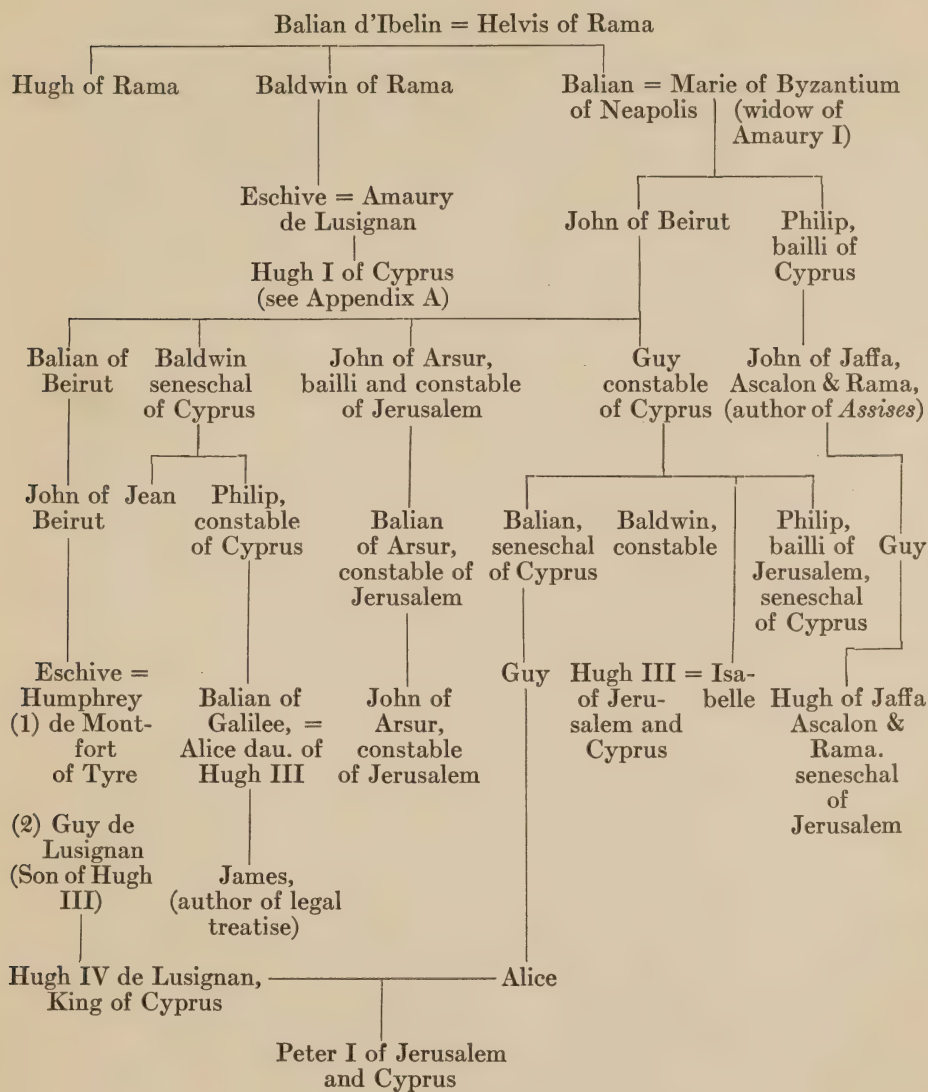 Balian d'Ibelin = Helvis of Rama
Hugh of Rama
Baldwin of Rama
Balian = Marie of Byzantium
of Neapolis (widow of
Amaury I)
Eschive = Amaury
de Lusignan
John of Beirut
Philip,
bailli of
Cyprus
Hugh I of Cyprus
(see Appendix A)
Balian of
Beirut
Baldwin
seneschal
of Cyprus
John of Arsur,
bailli and constable
of Jerusalem
Guy
constable
of Cyprus
John of Jaffa,
Ascalon & Rama,
(author of Assises)
John of
Beirut
Jean
Philip,
constable
of Cyprus
Balian
of Arsur,
constable of
Jerusalem
Balian,
seneschal
of Cyprus
Baldwin,
constable
Philip,
bailli of
Jerusalem,
seneschal
of Cyprus
Guy
Eschive =
Humphrey
(1) de Mont-
fort
of Tyre
Balian of
Galilee, =
Alice dau. of
Hugh III
John of
Arsur,
constable
of Jerusalem
Guy
Hugh III = Isa-
of Jeru- belle
salem and
Cyprus
Hugh of Jaffa
Ascalon &
Rama.
seneschal
of
Jerusalem
(2) Guy de
Lusignan
(Son of Hugh
III)
James,
(author of legal
treatise)
Hugh IV de Lusignan,
King of Cyprus
Alice
Peter I of Jerusalem
and Cyprus